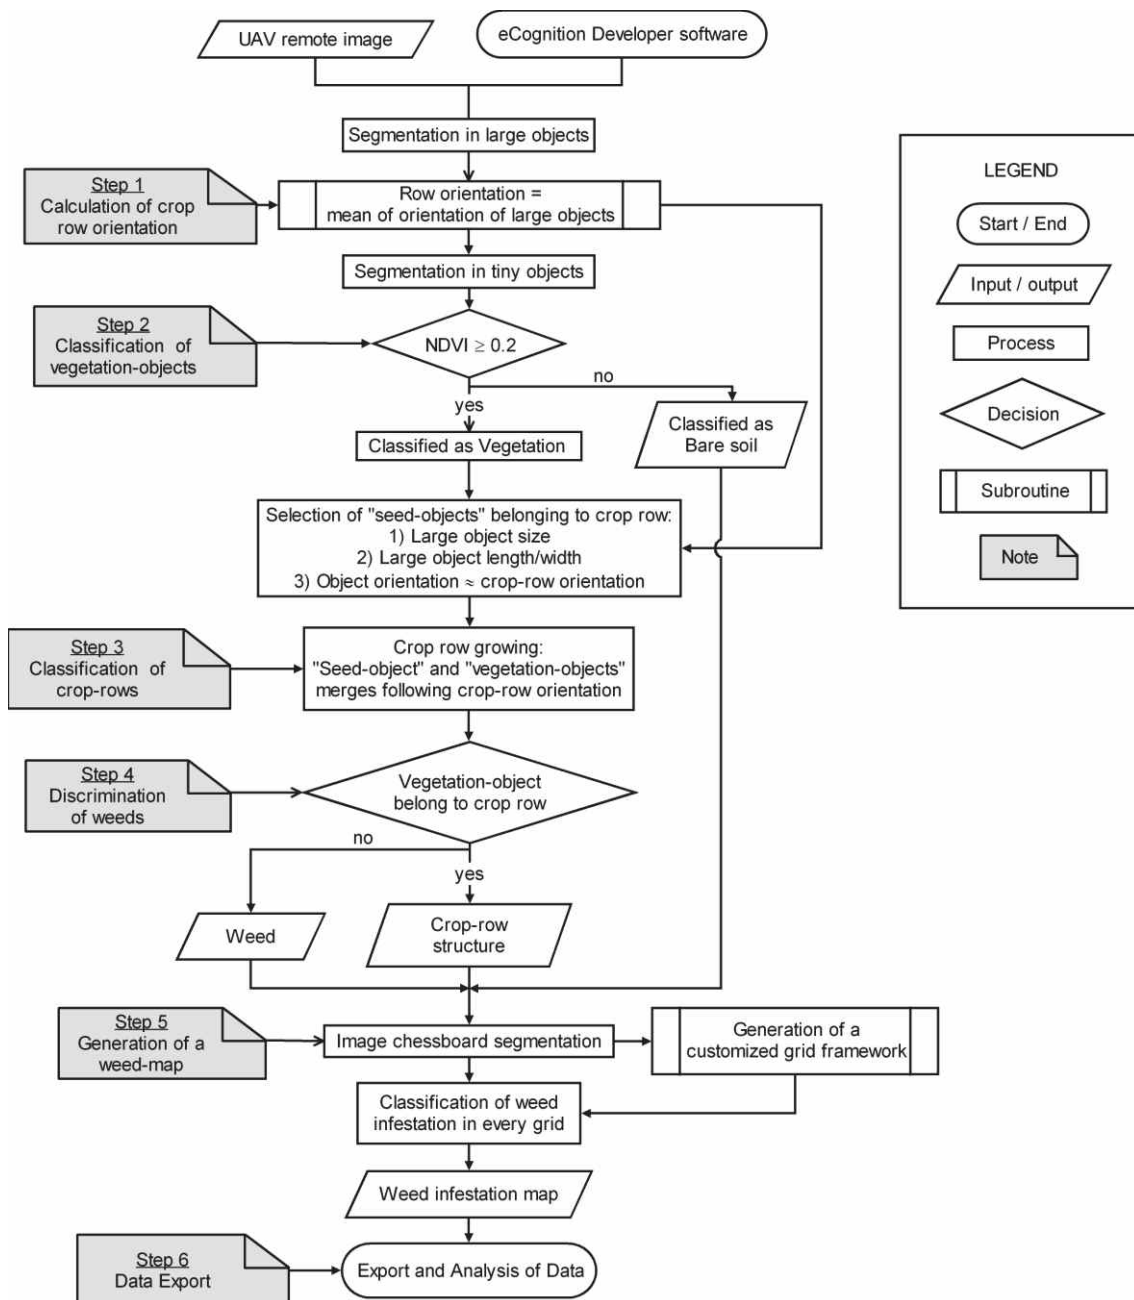 UAV remote image
eCognition Developer software
Segmentation in large objects
Step 1
Calculation of crop
row orientation
Row orientation =
mean of orientation of large objects
Segmentation in tiny objects
Step 2
Classification of
vegetation-objects
NDVI ≥ 0.2
no
yes
Classified as Vegetation
Classified as
Bare soil
Selection of "seed-objects" belonging to crop row:
1) Large object size
2) Large object length/width
3) Object orientation ≈ crop-row orientation
Step 3
Classification of
crop-rows
Crop row growing:
"Seed-object" and "vegetation-objects"
merges following crop-row orientation
Step 4
Discrimination
of weeds
Vegetation-object
belong to crop row
no
yes
Weed
Crop-row
structure
Step 5
Generation of a
weed-map
Image chessboard segmentation
Generation of a
customized grid framework
Classification of weed
infestation in every grid
Weed infestation map
Step 6
Data Export
Export and Analysis of Data
LEGEND
Start / End
Input / output
Process
Decision
Subroutine
Note